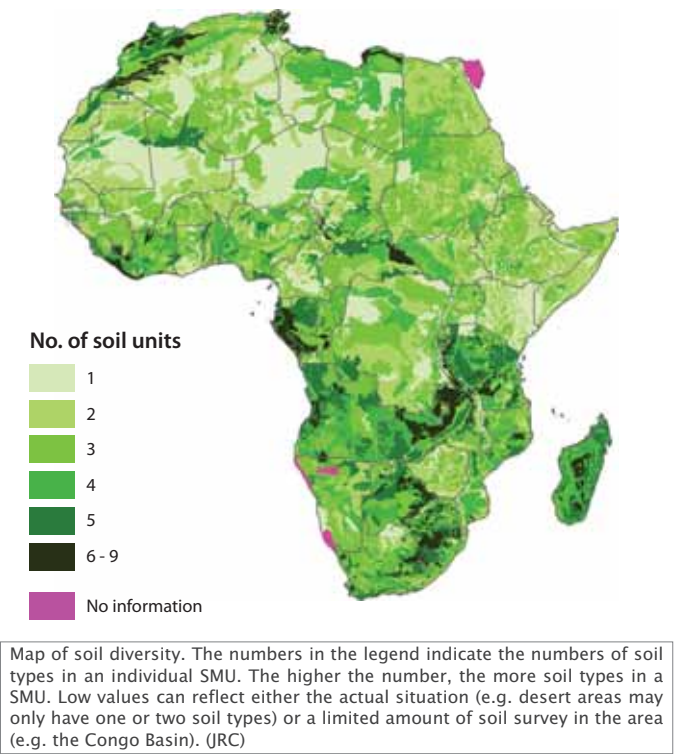 No. of soil units
1
2
3
4
5
6 - 9
No information
Map of soil diversity. The numbers in the legend indicate the numbers of soil
types in an individual SMU. The higher the number, the more soil types in a
SMU. Low values can reflect either the actual situation (e.g. desert areas may
only have one or two soil types) or a limited amount of soil survey in the area
(e.g. the Congo Basin). (JRC)